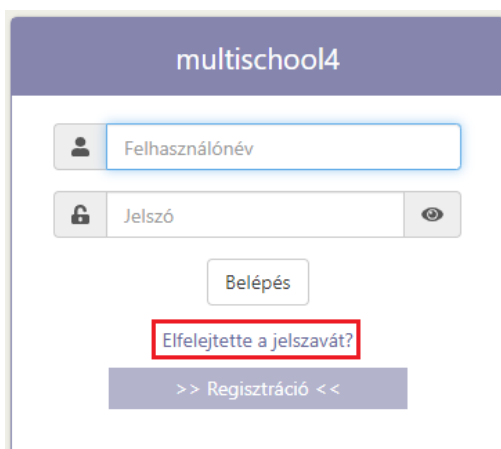 multischool4
Felhasználónév
Jelszó
Belépés
Elfelejtette a jelszavát?
>> Regisztráció <<